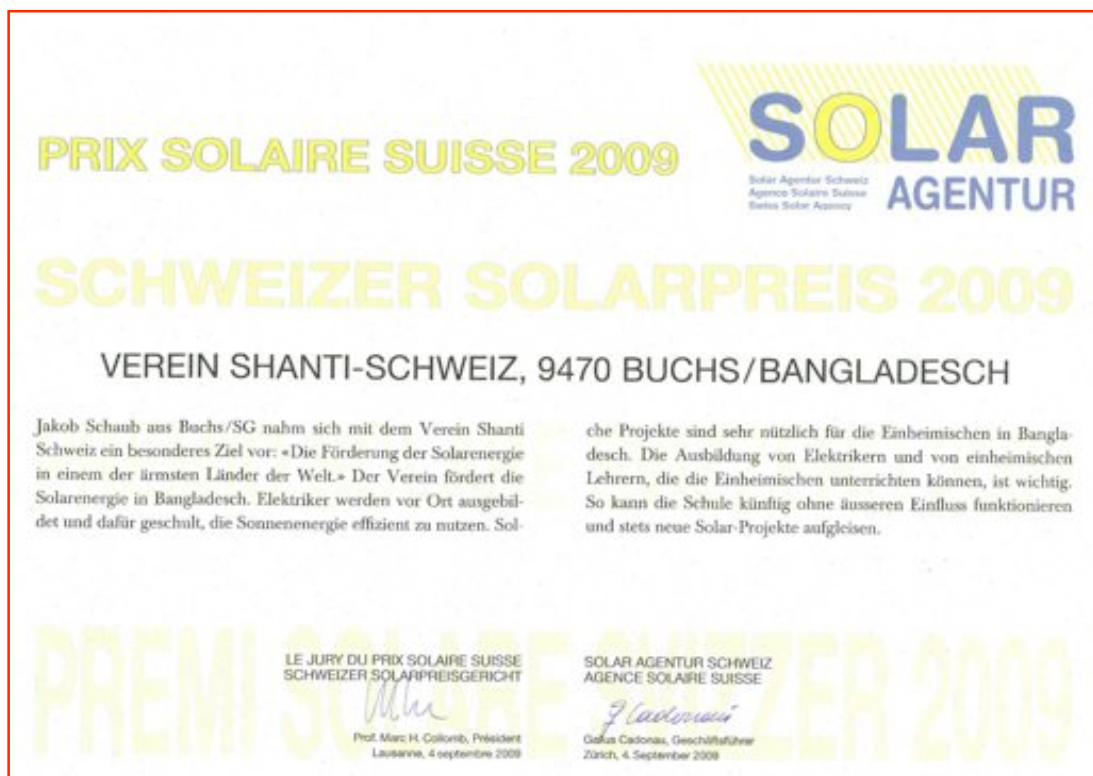 PRIX SOLAIRE SUISSE 2009
SOLAR
AGENTUR
Solar Agentur Schweiz
Agence Solaire Suisse
Swiss Solar Agency
SCHWEIZER SOLARPREIS 2009
VEREIN SHANTI-SCHWEIZ, 9470 BUCHS/BANGLADESCH
Jakob Schaub aus Buchs/SG nahm sich mit dem Verein Shanti
Schweiz ein besonderes Ziel vor: «Die Förderung der Solarenergie
in einem der ärmsten Länder der Welt.» Der Verein fördert die
Solarenergie in Bangladesch. Elektriker werden vor Ort ausgebil-
det und dafür geschult, die Sonnenenergie effizient zu nutzen. Sol-
che Projekte sind sehr nützlich für die Einheimischen in Bangla-
desch. Die Ausbildung von Elektrikern und von einheimischen
Lehrern, die die Einheimischen unterrichten können, ist wichtig.
So kann die Schule künftig ohne äusseren Einfluss funktionieren
und stets neue Solar-Projekte aufgleisen.
PREMI SOLARE SVIZZER 2009
LE JURY DU PRIX SOLAIRE SUISSE
SCHWEIZER SOLARPREISGERICHT
Prof. Marc H. Collomb, Président
Lausanne, 4 septembre 2009
SOLAR AGENTUR SCHWEIZ
AGENCE SOLAIRE SUISSE
G Cadonau
Gallus Cadonau, Geschäftsführer
Zürich, 4. September 2009